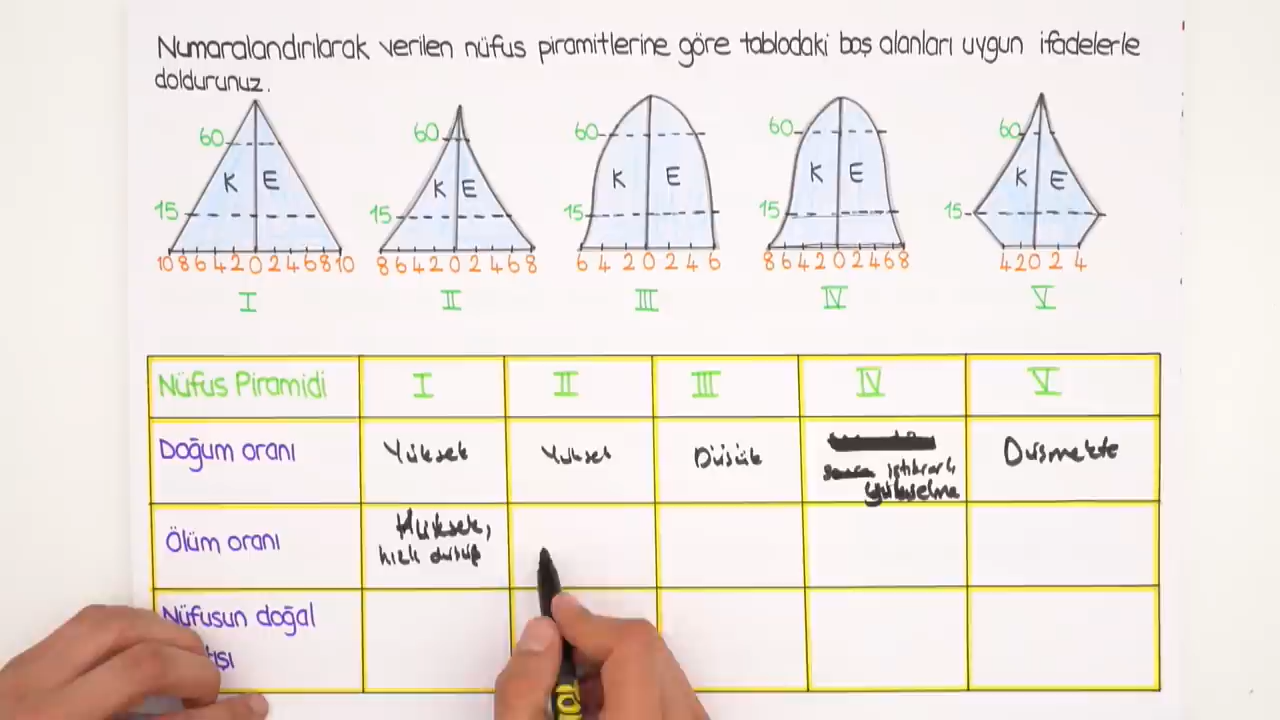 Numaralandırılarak verilen nüfus piramitlerine göre tablodaki boş alanları uygun ifadelerle
doldurunuz.
60 60 60 60 60
K E K E K E K E K E
15 15 15 15 15
10 8 6 4 2 0 2 4 6 8 10 8 6 4 2 0 2 4 6 8 6 4 2 0 2 4 6 8 6 4 2 0 2 4 6 8 4 2 0 2 4
I II III IV V
Nüfus Piramidi I II III IV V
Doğum oranı Yüksek Yüksek Düşük Düşmekte
istikrarlı
yükselme
Ölüm oranı Yüksek,
hızlı düşüş
Nüfusun doğal